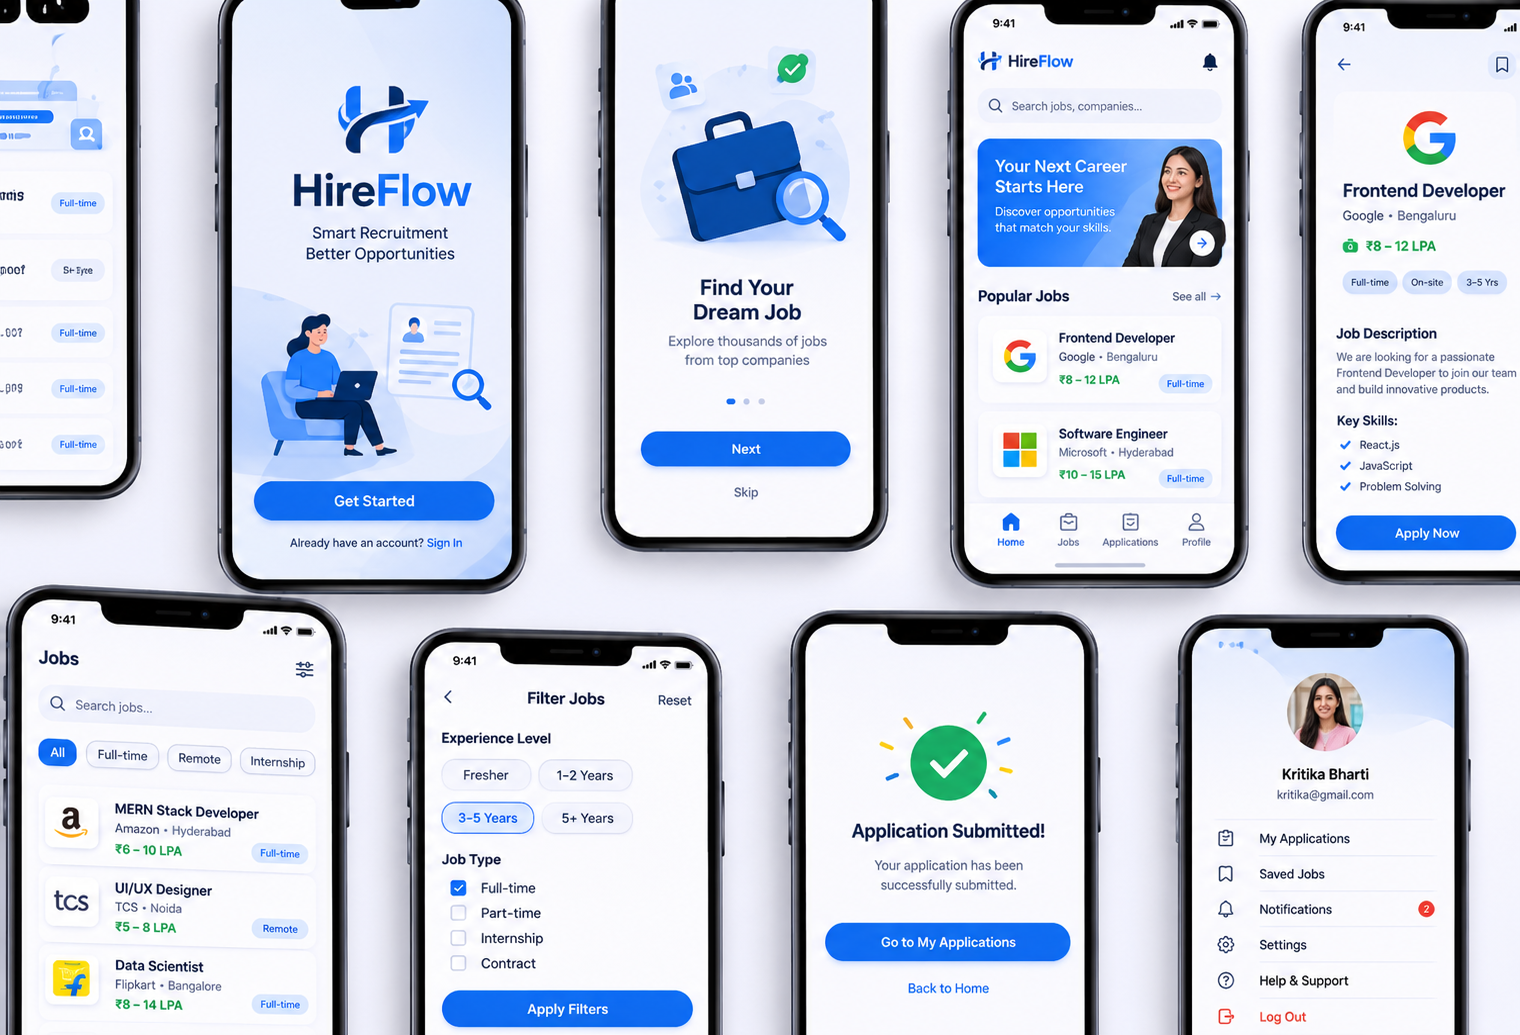 Full-time
Full-time
Full-time
Full-time
HireFlow
Smart Recruitment
Better Opportunities
Get Started
Already have an account? Sign In
Find Your
Dream Job
Explore thousands of jobs
from top companies
Next
Skip
9:41
HireFlow
Search jobs, companies...
Your Next Career
Starts Here
Discover opportunities
that match your skills.
Popular Jobs
See all →
Frontend Developer
Google • Bengaluru
₹8 – 12 LPA
Full-time
Software Engineer
Microsoft • Hyderabad
₹10 – 15 LPA
Full-time
Home
Jobs
Applications
Profile
9:41
Frontend Developer
Google • Bengaluru
₹8 – 12 LPA
Full-time
On-site
3–5 Yrs
Job Description
We are looking for a passionate
Frontend Developer to join our team
and build innovative products.
Key Skills:
React.js
JavaScript
Problem Solving
Apply Now
9:41
Jobs
Search jobs...
All
Full-time
Remote
Internship
a
MERN Stack Developer
Amazon • Hyderabad
₹6 – 10 LPA
Full-time
tcs
UI/UX Designer
TCS • Noida
₹5 – 8 LPA
Remote
Data Scientist
Flipkart • Bangalore
₹8 – 14 LPA
Full-time
9:41
Filter Jobs
Reset
Experience Level
Fresher
1–2 Years
3–5 Years
5+ Years
Job Type
Full-time
Part-time
Internship
Contract
Apply Filters
Application Submitted!
Your application has been
successfully submitted.
Go to My Applications
Back to Home
Kritika Bharti
kritika@gmail.com
My Applications
Saved Jobs
Notifications
2
Settings
Help & Support
Log Out